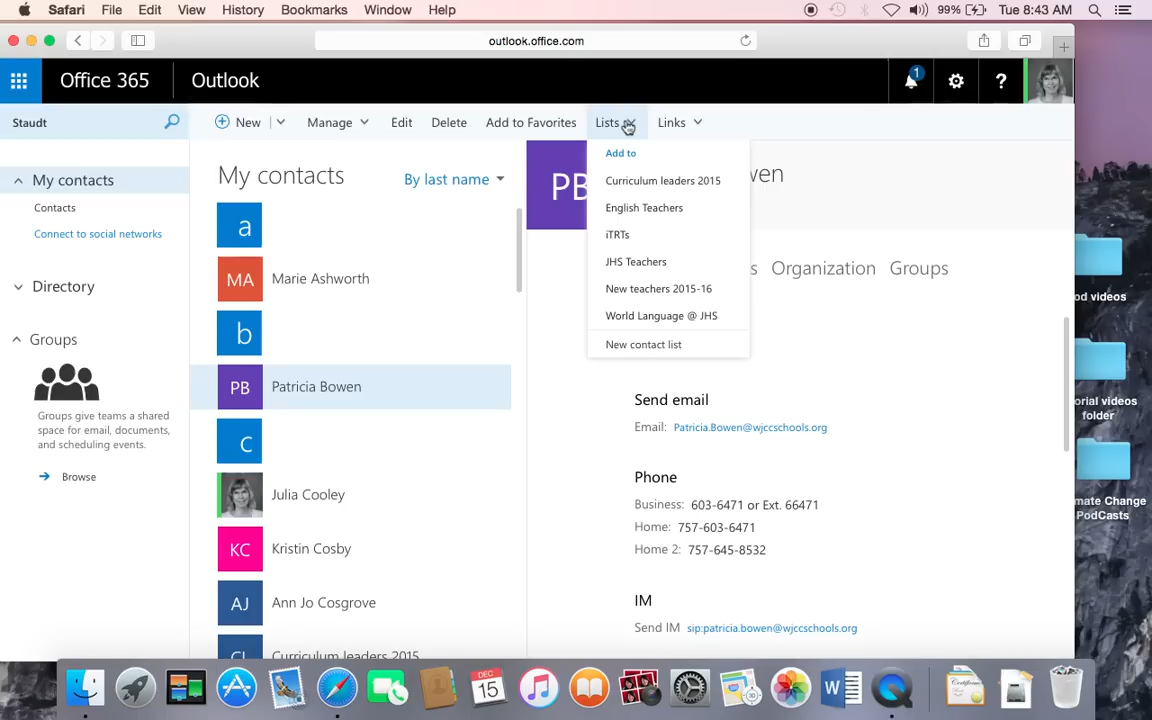 Safari File Edit View History Bookmarks Window Help 99% Tue 8:43 AM
outlook.office.com
Office 365 Outlook 1 ?
Staudt New Manage Edit Delete Add to Favorites Lists Links
My contacts
Contacts
Connect to social networks
Directory
Groups
Groups give teams a shared
space for email, documents,
and scheduling events.
Browse
My contacts By last name
a
MA Marie Ashworth
b
PB Patricia Bowen
c
Julia Cooley
KC Kristin Cosby
AJ Ann Jo Cosgrove
CL Curriculum leaders 2015
PB wen
Add to
Curriculum leaders 2015
English Teachers
iTRTs
JHS Teachers
New teachers 2015-16
World Language @ JHS
New contact list
s Organization Groups
Send email
Email: Patricia.Bowen@wjccschools.org
Phone
Business: 603-6471 or Ext. 66471
Home: 757-603-6471
Home 2: 757-645-8532
IM
Send IM sip:patricia.bowen@wjccschools.org
od videos
orial videos
folder
mate Change
PodCasts
DEC
15
W